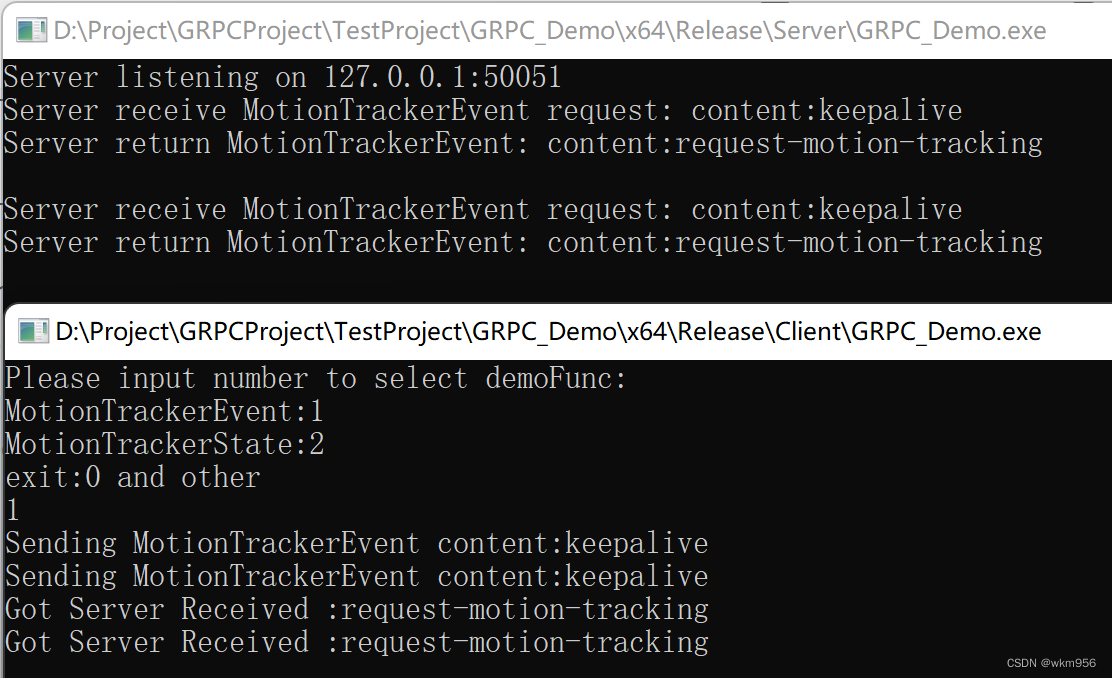 D:\Project\GRPCProject\TestProject\GRPC_Demo\x64\Release\Server\GRPC_Demo.exe
Server listening on 127.0.0.1:50051
Server receive MotionTrackerEvent request: content:keepalive
Server return MotionTrackerEvent: content:request-motion-tracking
Server receive MotionTrackerEvent request: content:keepalive
Server return MotionTrackerEvent: content:request-motion-tracking
D:\Project\GRPCProject\TestProject\GRPC_Demo\x64\Release\Client\GRPC_Demo.exe
Please input number to select demoFunc:
MotionTrackerEvent:1
MotionTrackerState:2
exit:0 and other
1
Sending MotionTrackerEvent content:keepalive
Sending MotionTrackerEvent content:keepalive
Got Server Received :request-motion-tracking
Got Server Received :request-motion-tracking
CSDN @wkm956